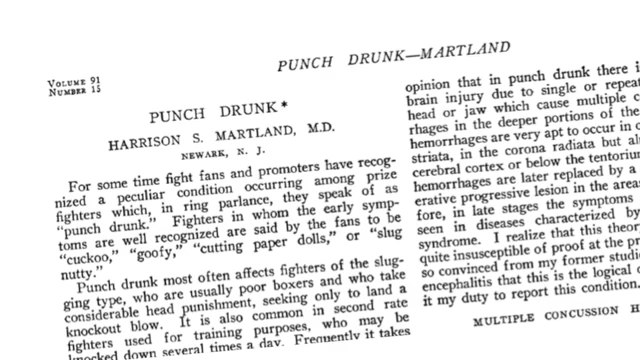 PUNCH DRUNK—MARTLAND
VOLUME 91
NUMBER 15
PUNCH DRUNK*
HARRISON S. MARTLAND, M.D.
NEWARK, N. J.
For some time fight fans and promoters have recog-
nized a peculiar condition occurring among prize
fighters which, in ring parlance, they speak of as
“punch drunk.” Fighters in whom the early symp-
toms are well recognized are said by the fans to be
“cuckoo,” “goofy,” “cutting paper dolls,” or “slug
nutty.”
Punch drunk most often affects fighters of the slug-
ging type, who are usually poor boxers and who take
considerable head punishment, seeking only to land a
knockout blow. It is also common in second rate
fighters used for training purposes, who may be
knocked down several times a day. Frequently it takes
opinion that in punch drunk there
brain injury due to single or
head or jaw which cause multiple
rhages in the deeper portions of the
hemorrhages are very apt to occur in
striata, in the corona radiata but
cerebral cortex or below the
hemorrhages are later replaced by a
erative progressive lesion in the
fore, in late stages the symptoms
seen in diseases characterized by
syndrome. I realize that this
quite insusceptible of proof at the
so convinced from my former
encephalitis that this is the logical
it my duty to report this condition.
MULTIPLE CONCUSSION